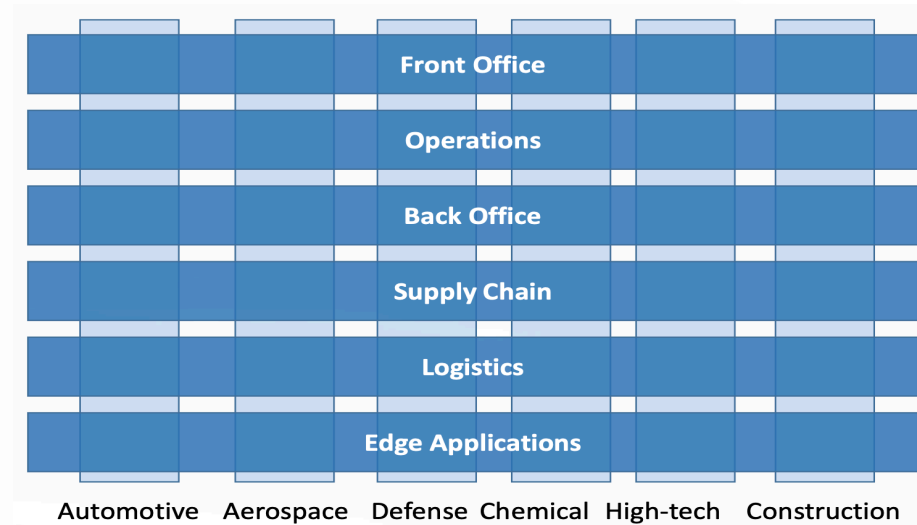 Front Office
Operations
Back Office
Supply Chain
Logistics
Edge Applications
Automotive Aerospace Defense Chemical High-tech Construction